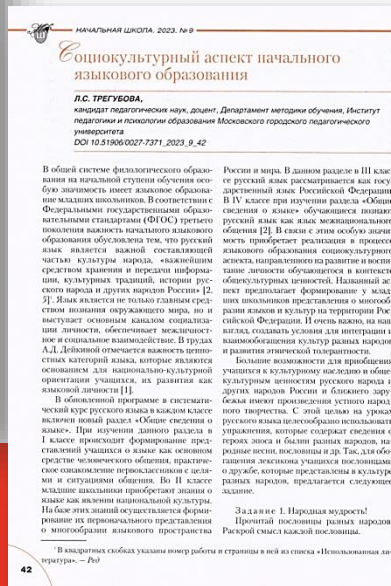 НАЧАЛЬНАЯ ШКОЛА. 2023. № 9
Социокультурный аспект начального
языкового образования
Л.С. ТРЕГУБОВА,
кандидат педагогических наук, доцент, Департамент методики обучения, Институт
педагогики и психологии образования Московского городского педагогического
университета
DOI 10.51906/0027-7371_2023_9_42
В общей системе филологического образо-
вания на начальной ступени обучения осо-
бую значимость имеет языковое образова-
ние младших школьников. В соответствии с
Федеральными государственными образо-
вательными стандартами (ФГОС) третьего
поколения важность начального языкового
образования обусловлена тем, что русский
язык является важной составляющей
частью культуры народа, «важнейшим
средством хранения и передачи информа-
ции, культурных традиций, истории рус-
ского народа и других народов России» [2,
5]¹. Язык является не только главным сред-
ством познания окружающего мира, но и
выступает основным каналом социализа-
ции личности, обеспечивает межличност-
ное и социальное взаимодействие. В трудах
А.Д. Дейкиной отмечается важность ценност-
ных категорий языка, которые являются
основанием для национально-культурной
ориентации учащихся, их развития как
языковой личности [1].
В обновленной программе в системати-
ческий курс русского языка в каждом классе
включен новый раздел «Общие сведения о
языке». При изучении данного раздела в
I классе происходит формирование пред-
ставлений учащихся о языке как основном
средстве человеческого общения, практиче-
ское ознакомление первоклассников с целя-
ми и ситуациями общения. Во II классе
младшие школьники приобретают знания о
языке как явлении национальной культуры.
На базе этих знаний осуществляется форми-
рование их первоначального представления
о многообразии языкового пространства
России и мира. В данном разделе в III клас-
се русский язык рассматривается как госу-
дарственный язык Российской Федерации.
В IV классе при изучении раздела «Общие
сведения о языке» обучающиеся познают
русский язык как язык межнационального
общения [2]. В связи с этим особую значи-
мость приобретает реализация в процессе
языкового образования социокультурного
аспекта, направленного на развитие и воспи-
тание личности обучающегося в контексте
общекультурных ценностей. Названный ас-
пект предполагает формирование у млад-
ших школьников представления о многооб-
разии языков и культур на территории Рос-
сийской Федерации. И очень важно, на наш
взгляд, создавать условия для интеграции и
взаимообогащения культур разных народов
и развития этнической толерантности.
Большие возможности для приобщения
учащихся к культурному наследию и обще-
культурным ценностям русского народа и
других народов России и ближнего зару-
бежья имеют произведения устного народ-
ного творчества. С этой целью на уроках
русского языка целесообразно использовать
упражнения, которые содержат сведения о
героях эпоса и былин разных народов, на-
родные песни, пословицы и др. Так, для обо-
гащения лексикона учащихся пословицами
о дружбе, которые представлены в культуре
разных народов, предлагается следующее
задание.
Задание 1. Народная мудрость!
Прочитай пословицы разных народов.
Раскрой смысл каждой пословицы.
¹ В квадратных скобках указаны номер работы и страницы в ней из списка «Использованная ли-
тература». — Ред
42